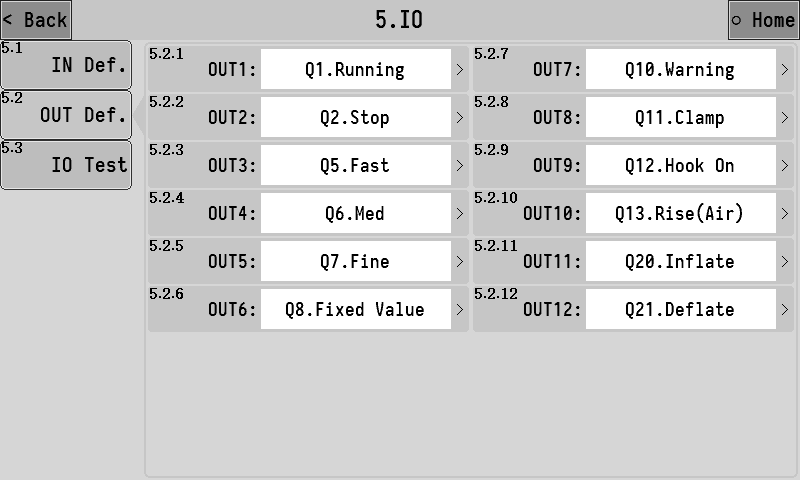 < Back
5.IO
○ Home
5.1
IN Def.
5.2
OUT Def.
5.3
IO Test
5.2.1
OUT1: Q1.Running >
5.2.2
OUT2: Q2.Stop >
5.2.3
OUT3: Q5.Fast >
5.2.4
OUT4: Q6.Med >
5.2.5
OUT5: Q7.Fine >
5.2.6
OUT6: Q8.Fixed Value >
5.2.7
OUT7: Q10.Warning >
5.2.8
OUT8: Q11.Clamp >
5.2.9
OUT9: Q12.Hook On >
5.2.10
OUT10: Q13.Rise(Air) >
5.2.11
OUT11: Q20.Inflate >
5.2.12
OUT12: Q21.Deflate >